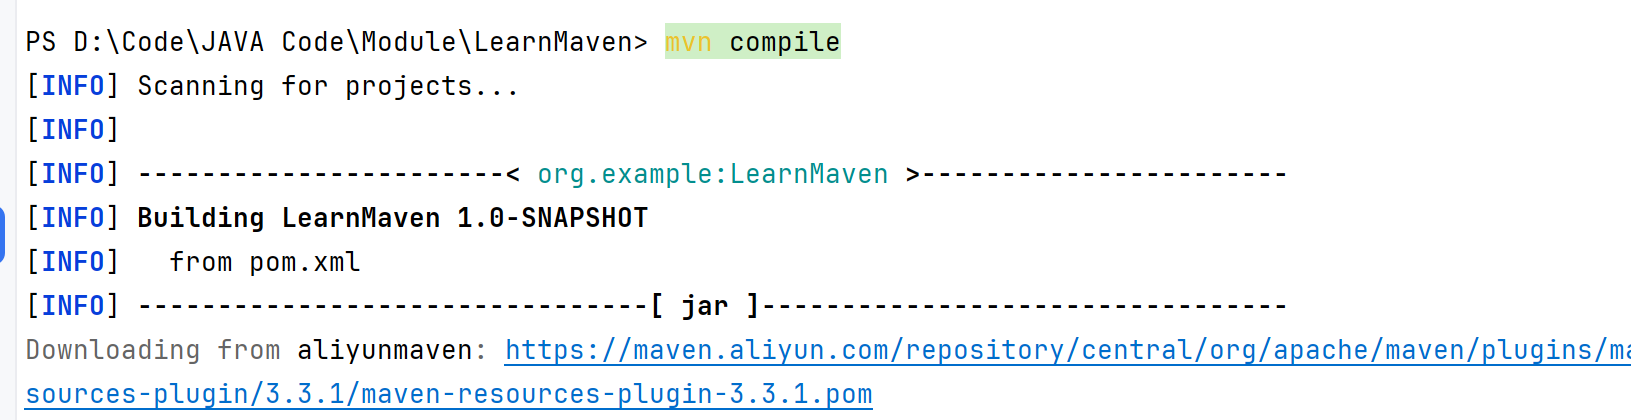 PS D:\Code\JAVA Code\Module\LearnMaven> mvn compile
[INFO] Scanning for projects...
[INFO]
[INFO] -----------------------< org.example:LearnMaven >-----------------------
[INFO] Building LearnMaven 1.0-SNAPSHOT
[INFO]   from pom.xml
[INFO] --------------------------------[ jar ]---------------------------------
Downloading from aliyunmaven: https://maven.aliyun.com/repository/central/org/apache/maven/plugins/ma
sources-plugin/3.3.1/maven-resources-plugin-3.3.1.pom